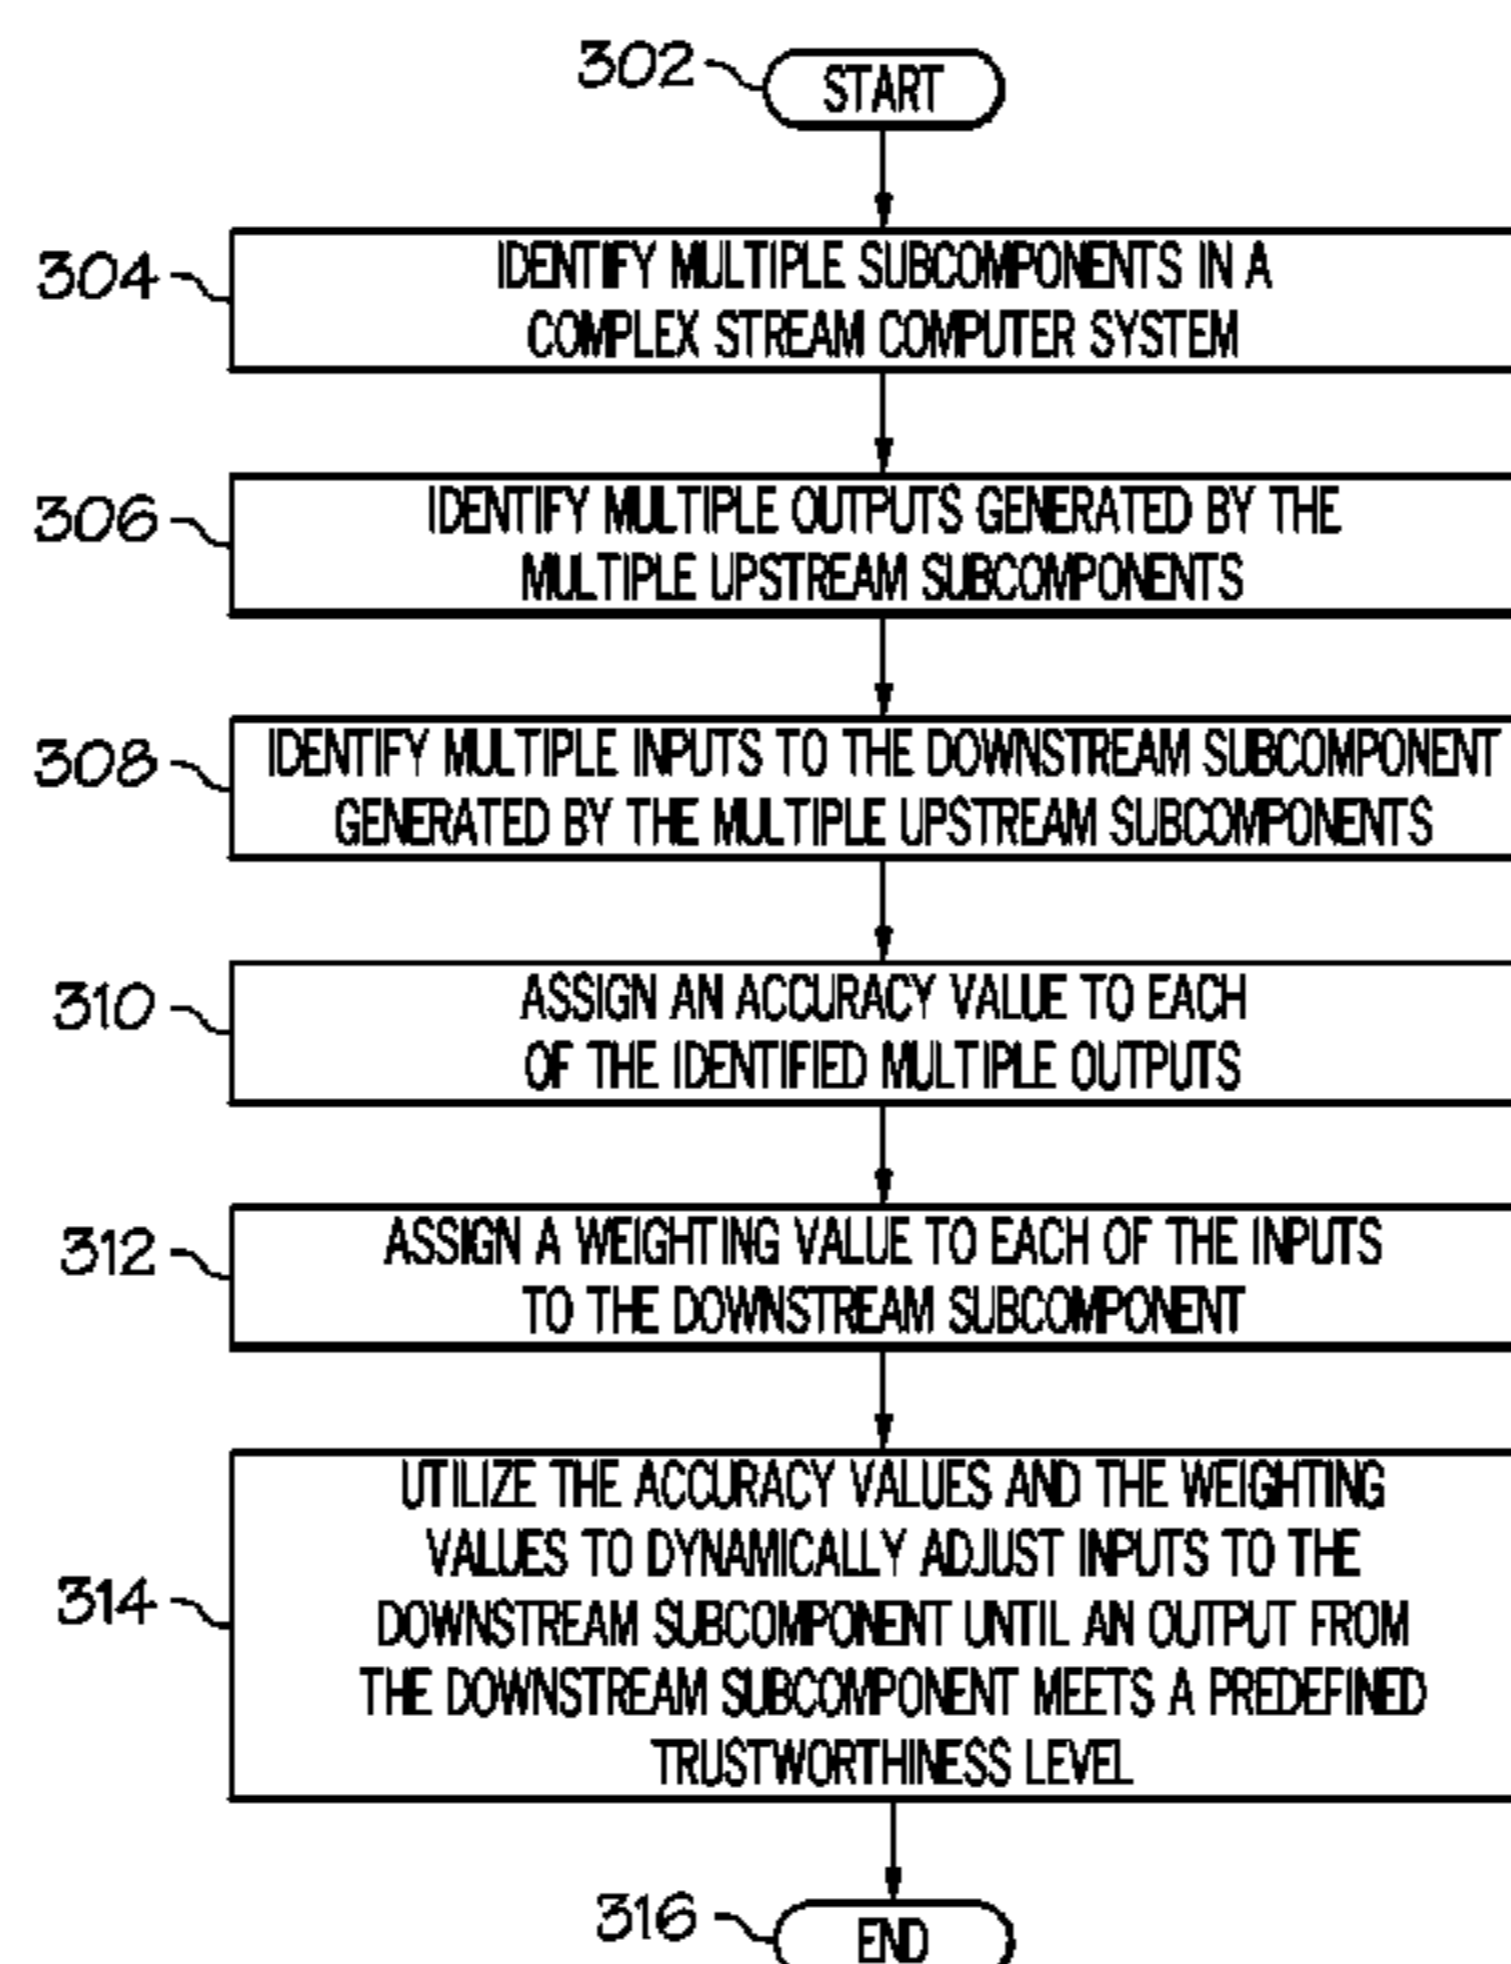 302
START
304
IDENTIFY MULTIPLE SUBCOMPONENTS IN A
COMPLEX STREAM COMPUTER SYSTEM
306
IDENTIFY MULTIPLE OUTPUTS GENERATED BY THE
MULTIPLE UPSTREAM SUBCOMPONENTS
308
IDENTIFY MULTIPLE INPUTS TO THE DOWNSTREAM SUBCOMPONENT
GENERATED BY THE MULTIPLE UPSTREAM SUBCOMPONENTS
310
ASSIGN AN ACCURACY VALUE TO EACH
OF THE IDENTIFIED MULTIPLE OUTPUTS
312
ASSIGN A WEIGHTING VALUE TO EACH OF THE INPUTS
TO THE DOWNSTREAM SUBCOMPONENT
314
UTILIZE THE ACCURACY VALUES AND THE WEIGHTING
VALUES TO DYNAMICALLY ADJUST INPUTS TO THE
DOWNSTREAM SUBCOMPONENT UNTIL AN OUTPUT FROM
THE DOWNSTREAM SUBCOMPONENT MEETS A PREDEFINED
TRUSTWORTHINESS LEVEL
316
END